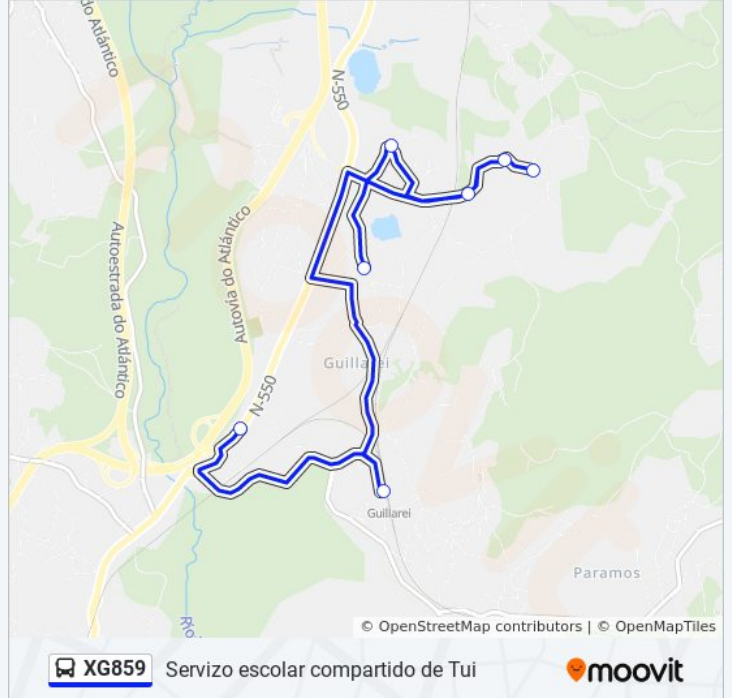 do Atlántico
N-550
Autoestrada do Atlántico
Autovía do Atlántico
Guillarei
N-550
Guillarei
Paramos
Río
© OpenStreetMap contributors | © OpenMapTiles
XG859 Servizo escolar compartido de Tui moovit